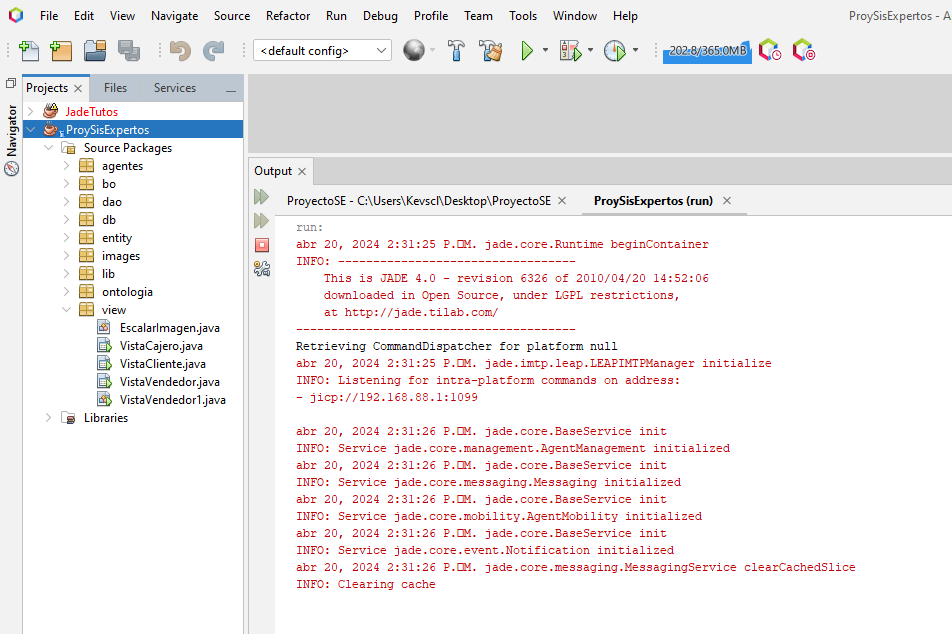 File Edit View Navigate Source Refactor Run Debug Profile Team Tools Window Help ProySisExpertos - A
<default config> 202.8/365.0MB
Projects Files Services
Navigator
JadeTutos
ProySisExpertos
Source Packages
agentes
bo
dao
db
entity
images
lib
ontologia
view
EscalarImagen.java
VistaCajero.java
VistaCliente.java
VistaVendedor.java
VistaVendedor1.java
Libraries
Output
ProyectoSE - C:\Users\Kevscl\Desktop\ProyectoSE ProySisExpertos (run)
run:
abr 20, 2024 2:31:25 P.□M. jade.core.Runtime beginContainer
INFO: ----------------------------------
This is JADE 4.0 - revision 6326 of 2010/04/20 14:52:06
downloaded in Open Source, under LGPL restrictions,
at http://jade.tilab.com/
----------------------------------------
Retrieving CommandDispatcher for platform null
abr 20, 2024 2:31:25 P.□M. jade.imtp.leap.LEAPIMTPManager initialize
INFO: Listening for intra-platform commands on address:
- jicp://192.168.88.1:1099
abr 20, 2024 2:31:26 P.□M. jade.core.BaseService init
INFO: Service jade.core.management.AgentManagement initialized
abr 20, 2024 2:31:26 P.□M. jade.core.BaseService init
INFO: Service jade.core.messaging.Messaging initialized
abr 20, 2024 2:31:26 P.□M. jade.core.BaseService init
INFO: Service jade.core.mobility.AgentMobility initialized
abr 20, 2024 2:31:26 P.□M. jade.core.BaseService init
INFO: Service jade.core.event.Notification initialized
abr 20, 2024 2:31:26 P.□M. jade.core.messaging.MessagingService clearCachedSlice
INFO: Clearing cache